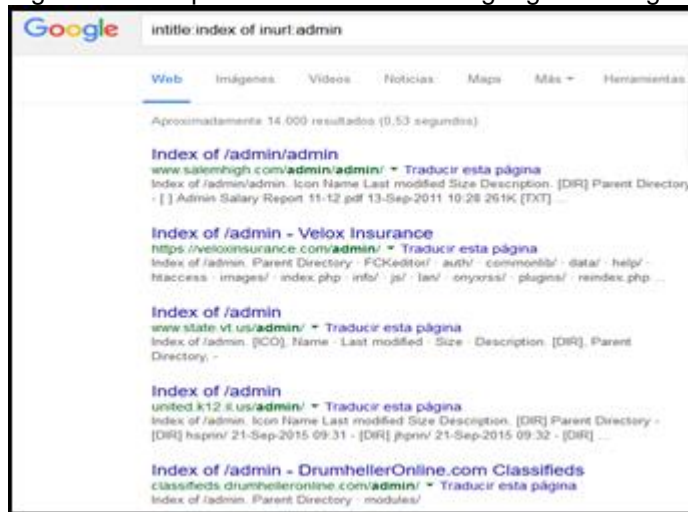 Google intitle:index of inurl:admin
Web Imágenes Vídeos Noticias Maps Más Herramientas
Aproximadamente 14.000 resultados (0,53 segundos)
Index of /admin/admin
www.salemhigh.com/admin/admin/ Traducir esta página
Index of /admin/admin. Icon Name Last modified Size Description. [DIR] Parent Directory
- [ ] Admin Salary Report 11-12.pdf 13-Sep-2011 10:28 261K [TXT] ...
Index of /admin - Velox Insurance
https://veloxinsurance.com/admin/ Traducir esta página
Index of /admin. Parent Directory · FCKeditor/ · auth/ · commonlib/ · data/ · help/ ·
htaccess · images/ · index.php · info/ · js/ · lan/ · onyxrss/ · plugins/ · reindex.php ...
Index of /admin
www.state.vt.us/admin/ Traducir esta página
Index of /admin. [ICO], Name · Last modified · Size · Description. [DIR], Parent
Directory, -
Index of /admin
united.k12.il.us/admin/ Traducir esta página
Index of /admin. Icon Name Last modified Size Description. [DIR] Parent Directory -
[DIR] hsprin/ 21-Sep-2015 09:31 - [DIR] jhprin/ 21-Sep-2015 09:32 - [DIR] ...
Index of /admin - DrumhellerOnline.com Classifieds
classifieds.drumhelleronline.com/admin/ Traducir esta página
Index of /admin. Parent Directory · modules/